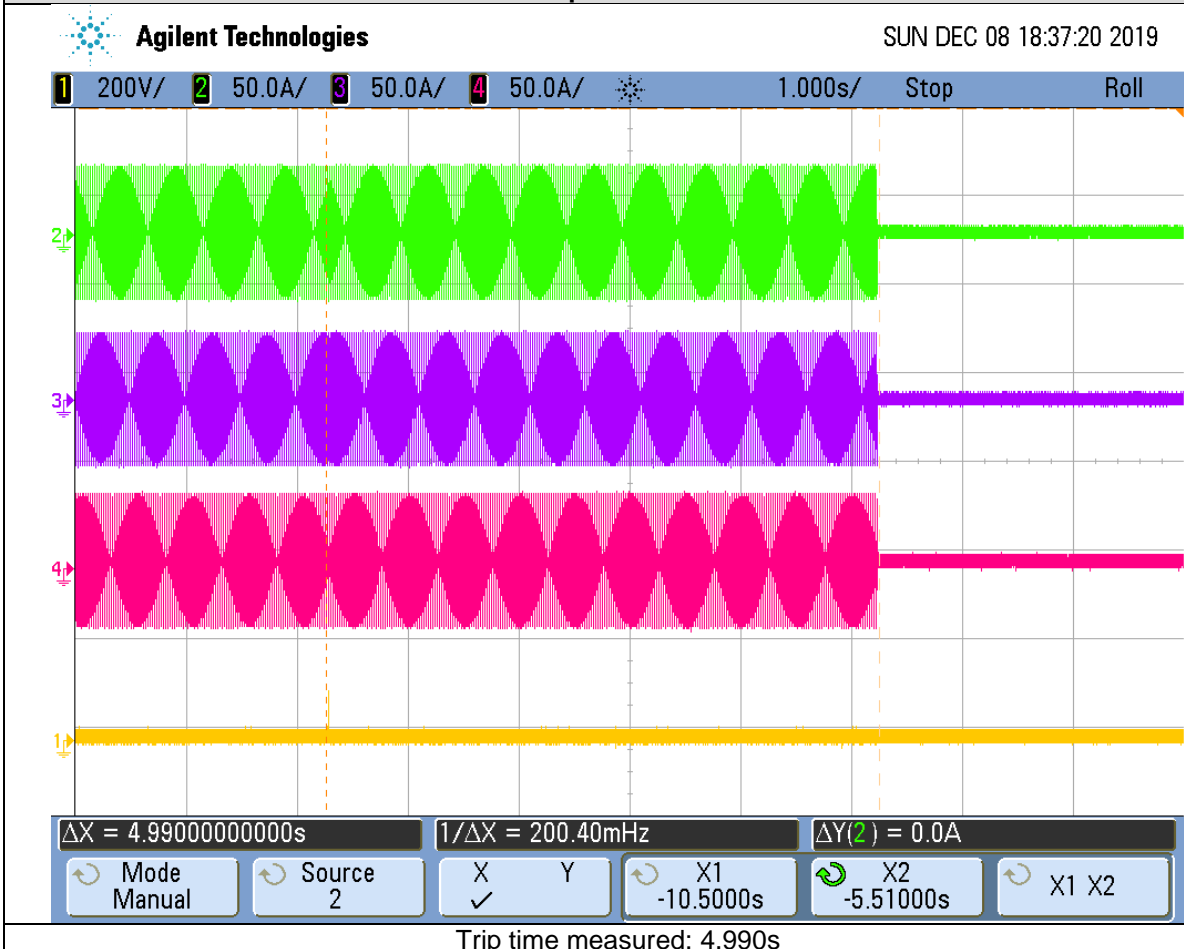 Agilent Technologies SUN DEC 08 18:37:20 2019
1 200V/ 2 50.0A/ 3 50.0A/ 4 50.0A/ 1.000s/ Stop Roll
2
3
4
1
ΔX = 4.99000000000s 1/ΔX = 200.40mHz ΔY(2) = 0.0A
Mode Source X Y X1 X2 X1 X2
Manual 2 ✓ -10.5000s -5.51000s
Trip time measured: 4.990s